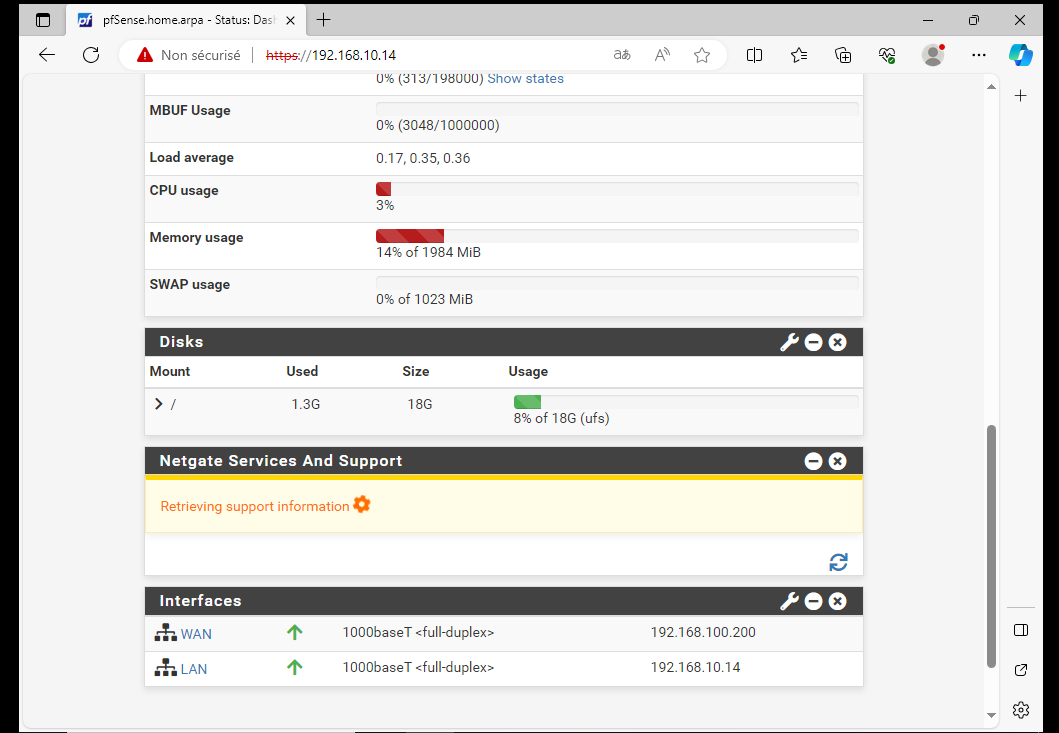 pfSense.home.arpa - Status: Dash
Non sécurisé https://192.168.10.14
0% (313/198000) Show states
MBUF Usage
0% (3048/1000000)
Load average 0.17, 0.35, 0.36
CPU usage
3%
Memory usage
14% of 1984 MiB
SWAP usage
0% of 1023 MiB
Disks
Mount Used Size Usage
/ 1.3G 18G
8% of 18G (ufs)
Netgate Services And Support
Retrieving support information
Interfaces
WAN 1000baseT <full-duplex> 192.168.100.200
LAN 1000baseT <full-duplex> 192.168.10.14